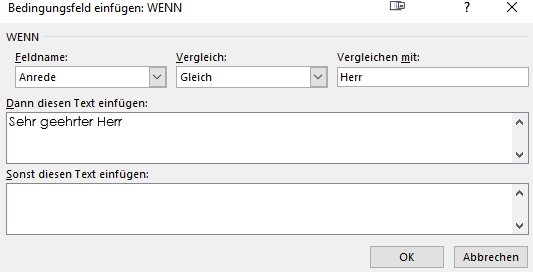 Bedingungsfeld einfügen: WENN ?
WENN
Feldname: Vergleich: Vergleichen mit:
Anrede Gleich Herr
Dann diesen Text einfügen:
Sehr geehrter Herr
Sonst diesen Text einfügen:
OK Abbrechen